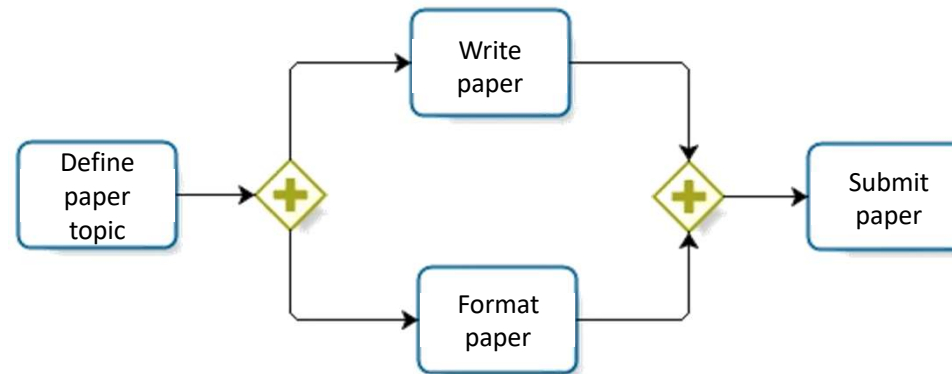 Define
paper
topic
Write
paper
Format
paper
Submit
paper